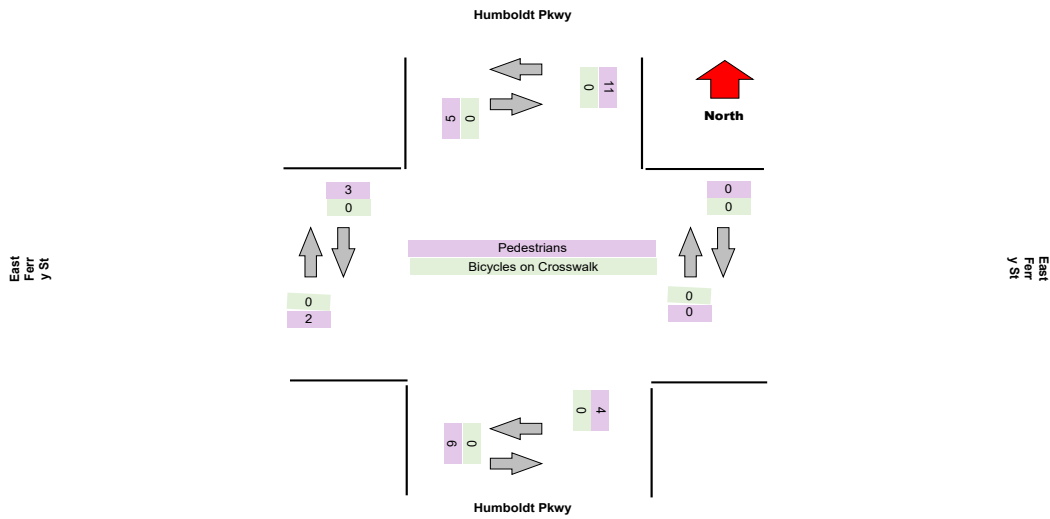 Humboldt Pkwy
11
0
North
5
0
3
0
0
0
Pedestrians
Bicycles on Crosswalk
East
Ferr
y St
East
Ferr
y St
0
2
0
0
4
0
6
0
Humboldt Pkwy